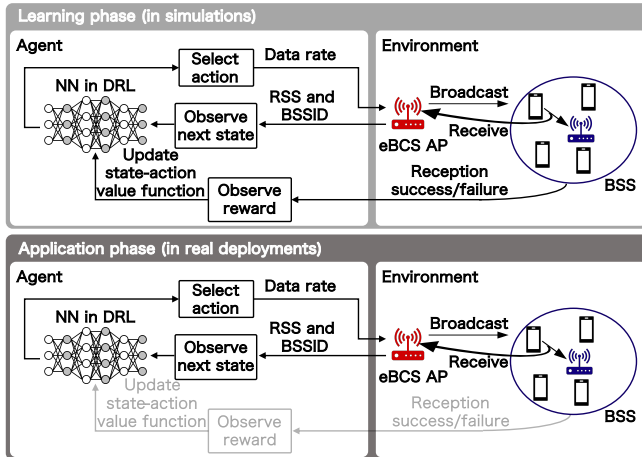 Learning phase (in simulations)
Agent
Environment
Select
action
Data rate
NN in DRL
RSS and
BSSID
Observe
next state
Broadcast
Receive
eBCS AP
Update
state-action
value function
Observe
reward
Reception
success/failure
BSS
Application phase (in real deployments)
Agent
Environment
Select
action
Data rate
NN in DRL
RSS and
BSSID
Observe
next state
Broadcast
Receive
eBCS AP
Update
state-action
value function
Observe
reward
Reception
success/failure
BSS